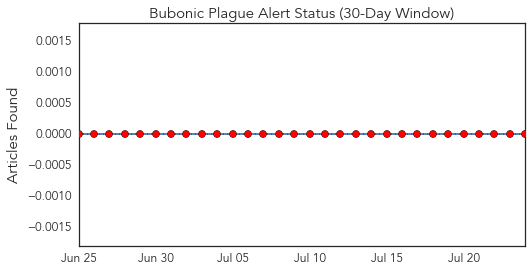 Bubonic Plague Alert Status (30-Day Window)
Articles Found
0.0015
0.0010
0.0005
0.0000
−0.0005
−0.0010
−0.0015
Jun 25 Jun 30 Jul 05 Jul 10 Jul 15 Jul 20